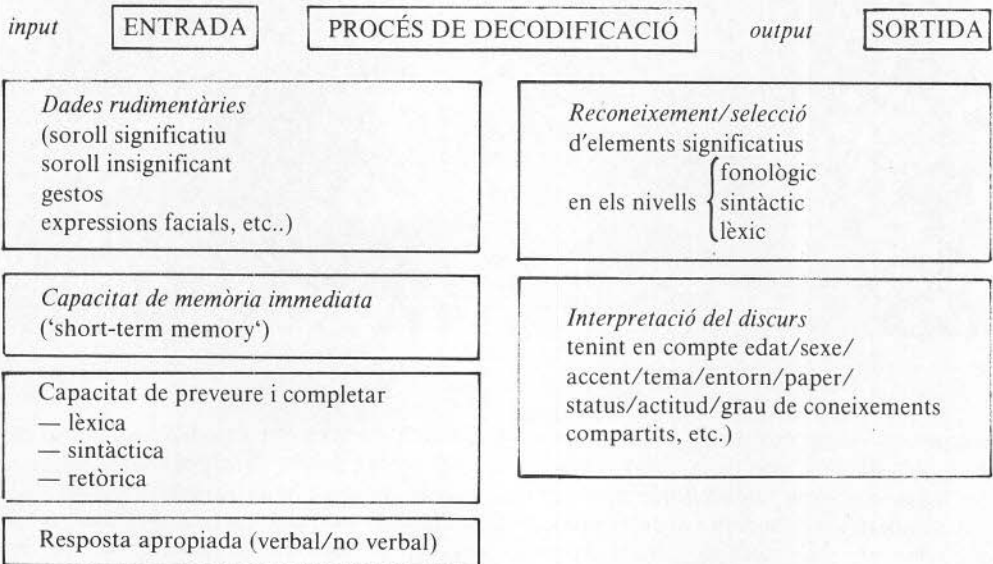 input ENTRADA PROCÉS DE DECODIFICACIÓ output SORTIDA
Dades rudimentàries
(soroll significatiu
soroll insignificant
gestos
expressions facials, etc..)
Capacitat de memòria immediata
('short-term memory')
Capacitat de preveure i completar
— lèxica
— sintàctica
— retòrica
Resposta apropiada (verbal/no verbal)
Reconeixement/selecció
d'elements significatius
fonològic
en els nivells sintàctic
lèxic
Interpretació del discurs
tenint en compte edat/sexe/
accent/tema/entorn/paper/
status/actitud/grau de coneixements
compartits, etc.)